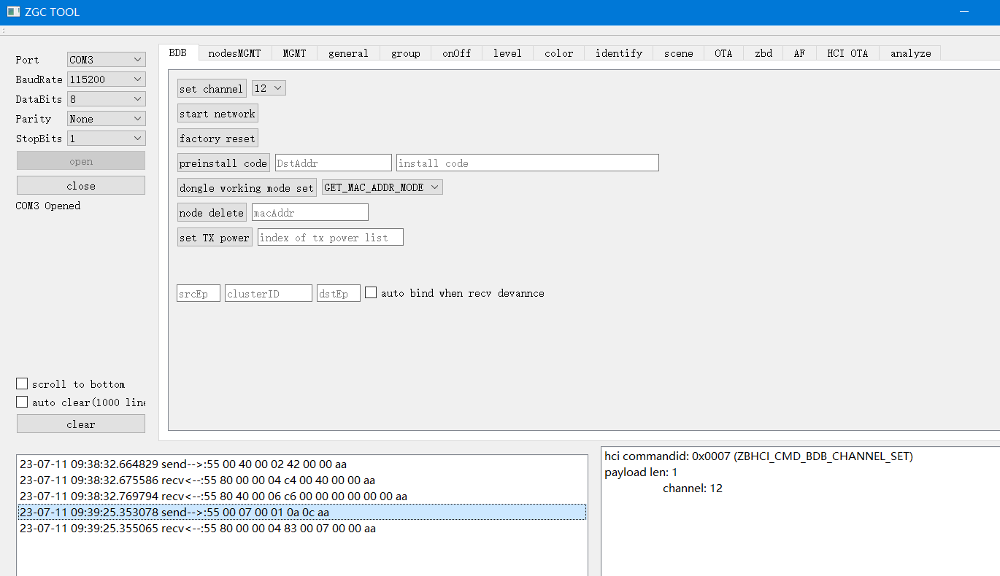 ZGC TOOL
BDB nodesMGMT MGMT general group onOff level color identify scene OTA zbd AF HCI OTA analyze
Port COM3
BaudRate 115200
DataBits 8
Parity None
StopBits 1
open
close
COM3 Opened
set channel 12
start network
factory reset
preinstall code DstAddr install code
dongle working mode set GET_MAC_ADDR_MODE
node delete macAddr
set TX power index of tx power list
srcEp clusterID dstEp auto bind when recv devannce
scroll to bottom
auto clear(1000 line
clear
23-07-11 09:38:32.664829 send-->:55 00 40 00 02 42 00 00 aa
23-07-11 09:38:32.675586 recv<--:55 80 00 00 04 c4 00 40 00 00 aa
23-07-11 09:38:32.769794 recv<--:55 80 40 00 06 c6 00 00 00 00 00 00 aa
23-07-11 09:39:25.353078 send-->:55 00 07 00 01 0a 0c aa
23-07-11 09:39:25.355065 recv<--:55 80 00 00 04 83 00 07 00 00 aa
hci commandid: 0x0007 (ZBHCI_CMD_BDB_CHANNEL_SET)
payload len: 1
channel: 12